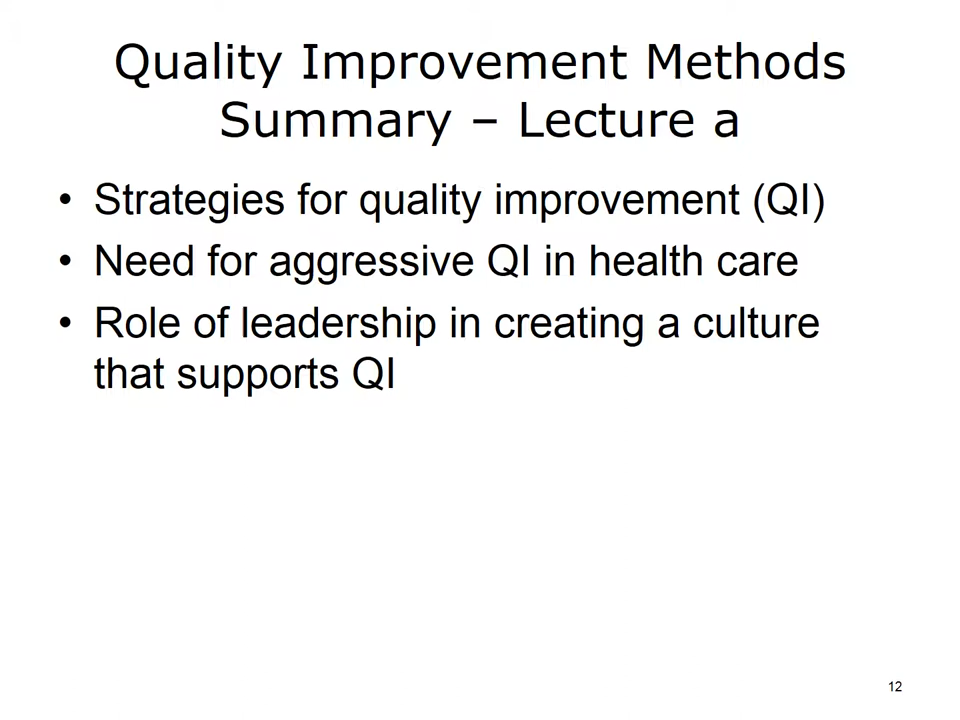 Quality Improvement Methods
Summary – Lecture a
• Strategies for quality improvement (QI)
• Need for aggressive QI in health care
• Role of leadership in creating a culture
that supports QI
12